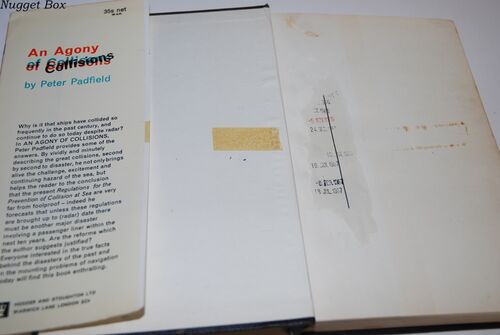 Nugget Box
35s net
An Agony
of Collisions
of Collisons
by Peter Padfield
Why is it that ships have collided so
frequently in the past century, and
continue to do so today despite radar?
In AN AGONY OF COLLISIONS,
Peter Padfield provides some of the
answers. By vividly and minutely
describing the great collisions, second
by second to disaster, he not only brings
alive the challenge, excitement and
continuing hazard of the sea, but
helps the reader to the conclusion
that the present Regulations for the
Prevention of Collision at Sea are very
far from foolproof – indeed he
forecasts that unless these regulations
are brought up to (radar) date there
must be another major disaster
involving a passenger liner within the
next ten years. Are the reforms which
the author suggests justified?
Everyone interested in the true facts
behind the disasters of the past and
in the mounting problems of navigation
today will find this book enthralling.
HODDER AND STOUGHTON LTD
WARWICK LANE LONDON EC4